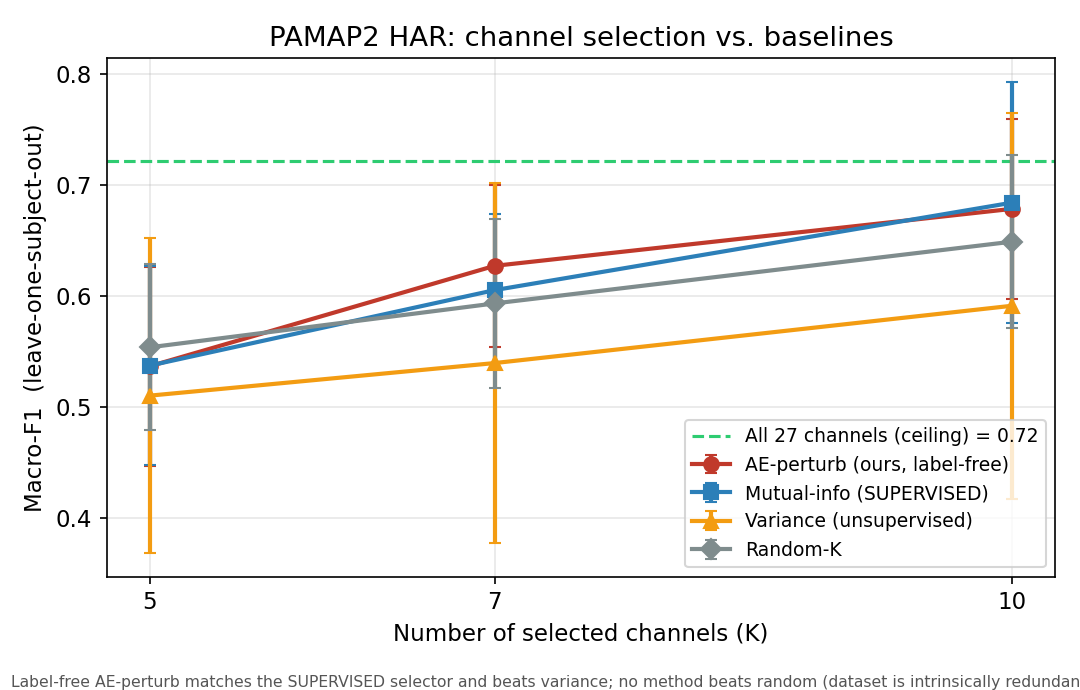 PAMAP2 HAR: channel selection vs. baselines
Macro-F1 (leave-one-subject-out)
0.8
0.7
0.6
0.5
0.4
All 27 channels (ceiling) = 0.72
AE-perturb (ours, label-free)
Mutual-info (SUPERVISED)
Variance (unsupervised)
Random-K
5 7 10
Number of selected channels (K)
Label-free AE-perturb matches the SUPERVISED selector and beats variance; no method beats random (dataset is intrinsically redundan